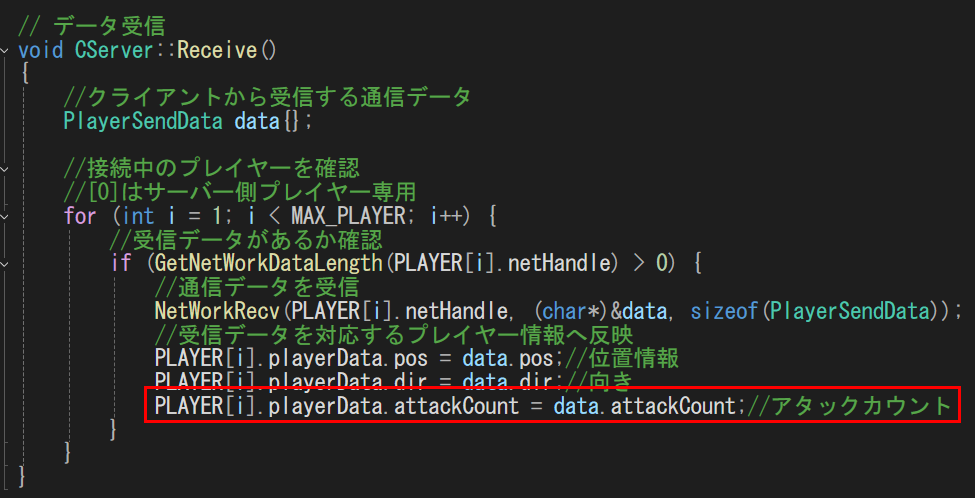 // データ受信
void CServer::Receive()
{
//クライアントから受信する通信データ
PlayerSendData data{};
//接続中のプレイヤーを確認
//[0]はサーバー側プレイヤー専用
for (int i = 1; i < MAX_PLAYER; i++) {
//受信データがあるか確認
if (GetNetWorkDataLength(PLAYER[i].netHandle) > 0) {
//通信データを受信
NetWorkRecv(PLAYER[i].netHandle, (char*)&data, sizeof(PlayerSendData));
//受信データを対応するプレイヤー情報へ反映
PLAYER[i].playerData.pos = data.pos;//位置情報
PLAYER[i].playerData.dir = data.dir;//向き
PLAYER[i].playerData.attackCount = data.attackCount;//アタックカウント
}
}
}